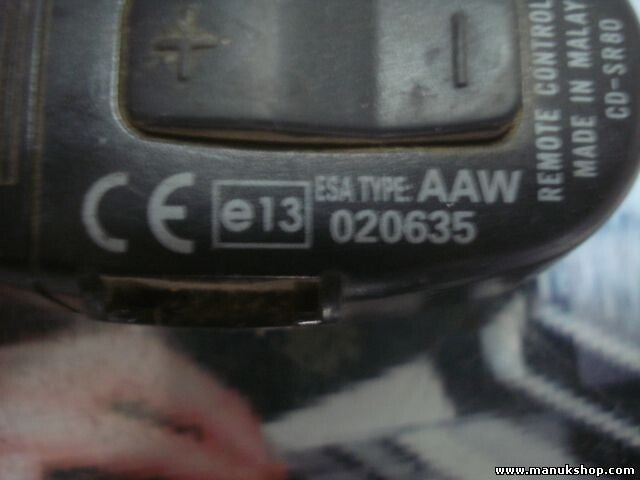 + -
REMOTE CONTROL
MADE IN MALAY
CD-SR80
CE e13 ESA TYPE: AAW
020635
www.manukshop.com